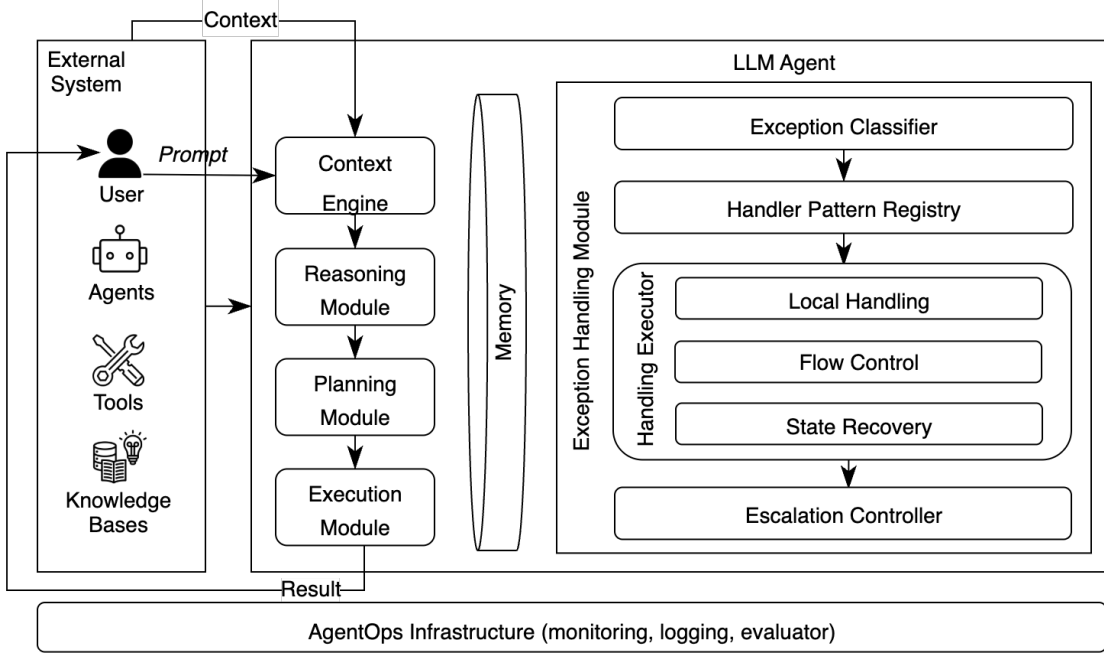 Context
External
System
User
Prompt
Agents
Tools
Knowledge
Bases
LLM Agent
Context
Engine
Reasoning
Module
Planning
Module
Execution
Module
Result
Memory
Exception Handling Module
Exception Classifier
Handler Pattern Registry
Handling Executor
Local Handling
Flow Control
State Recovery
Escalation Controller
AgentOps Infrastructure (monitoring, logging, evaluator)